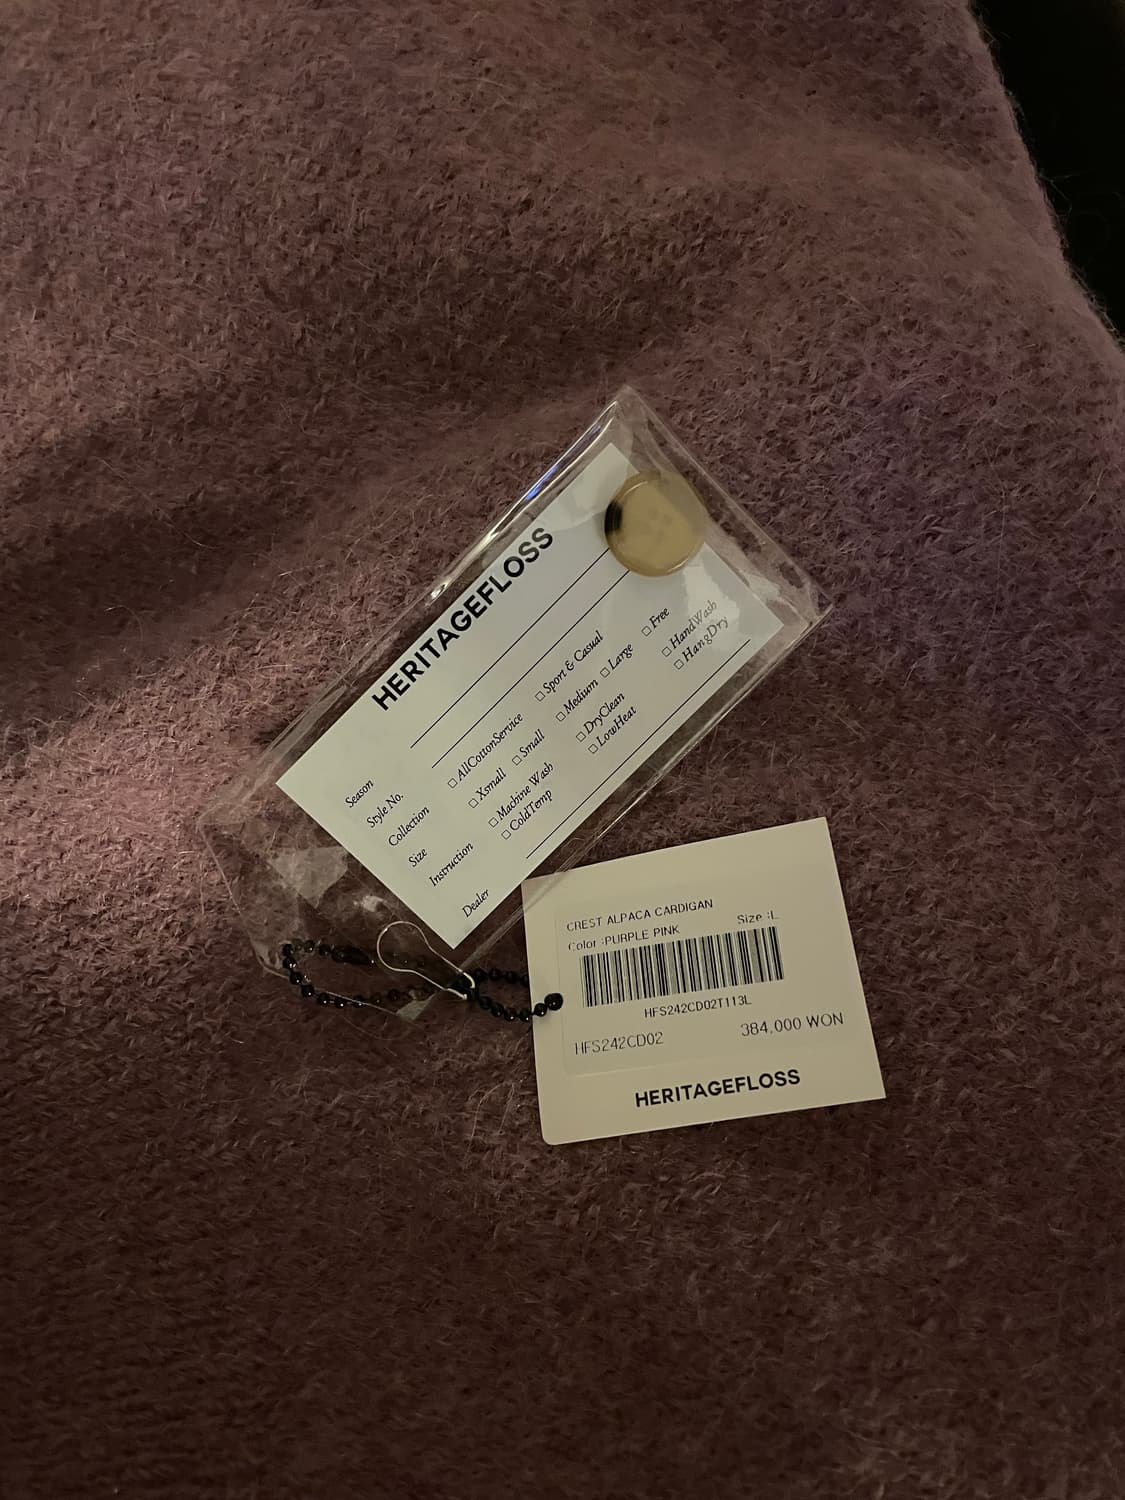 HERITAGEFLOSS
Season
Style No.
Collection □ AllCottonService □ Sport & Casual
Size □ Xsmall □ Small □ Medium □ Large □ Free
Instruction □ Machine Wash □ DryClean □ HandWash
□ ColdTemp □ LowHeat □ HangDry
Dealer
CREST ALPACA CARDIGAN
Color :PURPLE PINK Size :L
HFS242CD02T113L
HFS242CD02 384,000 WON
HERITAGEFLOSS